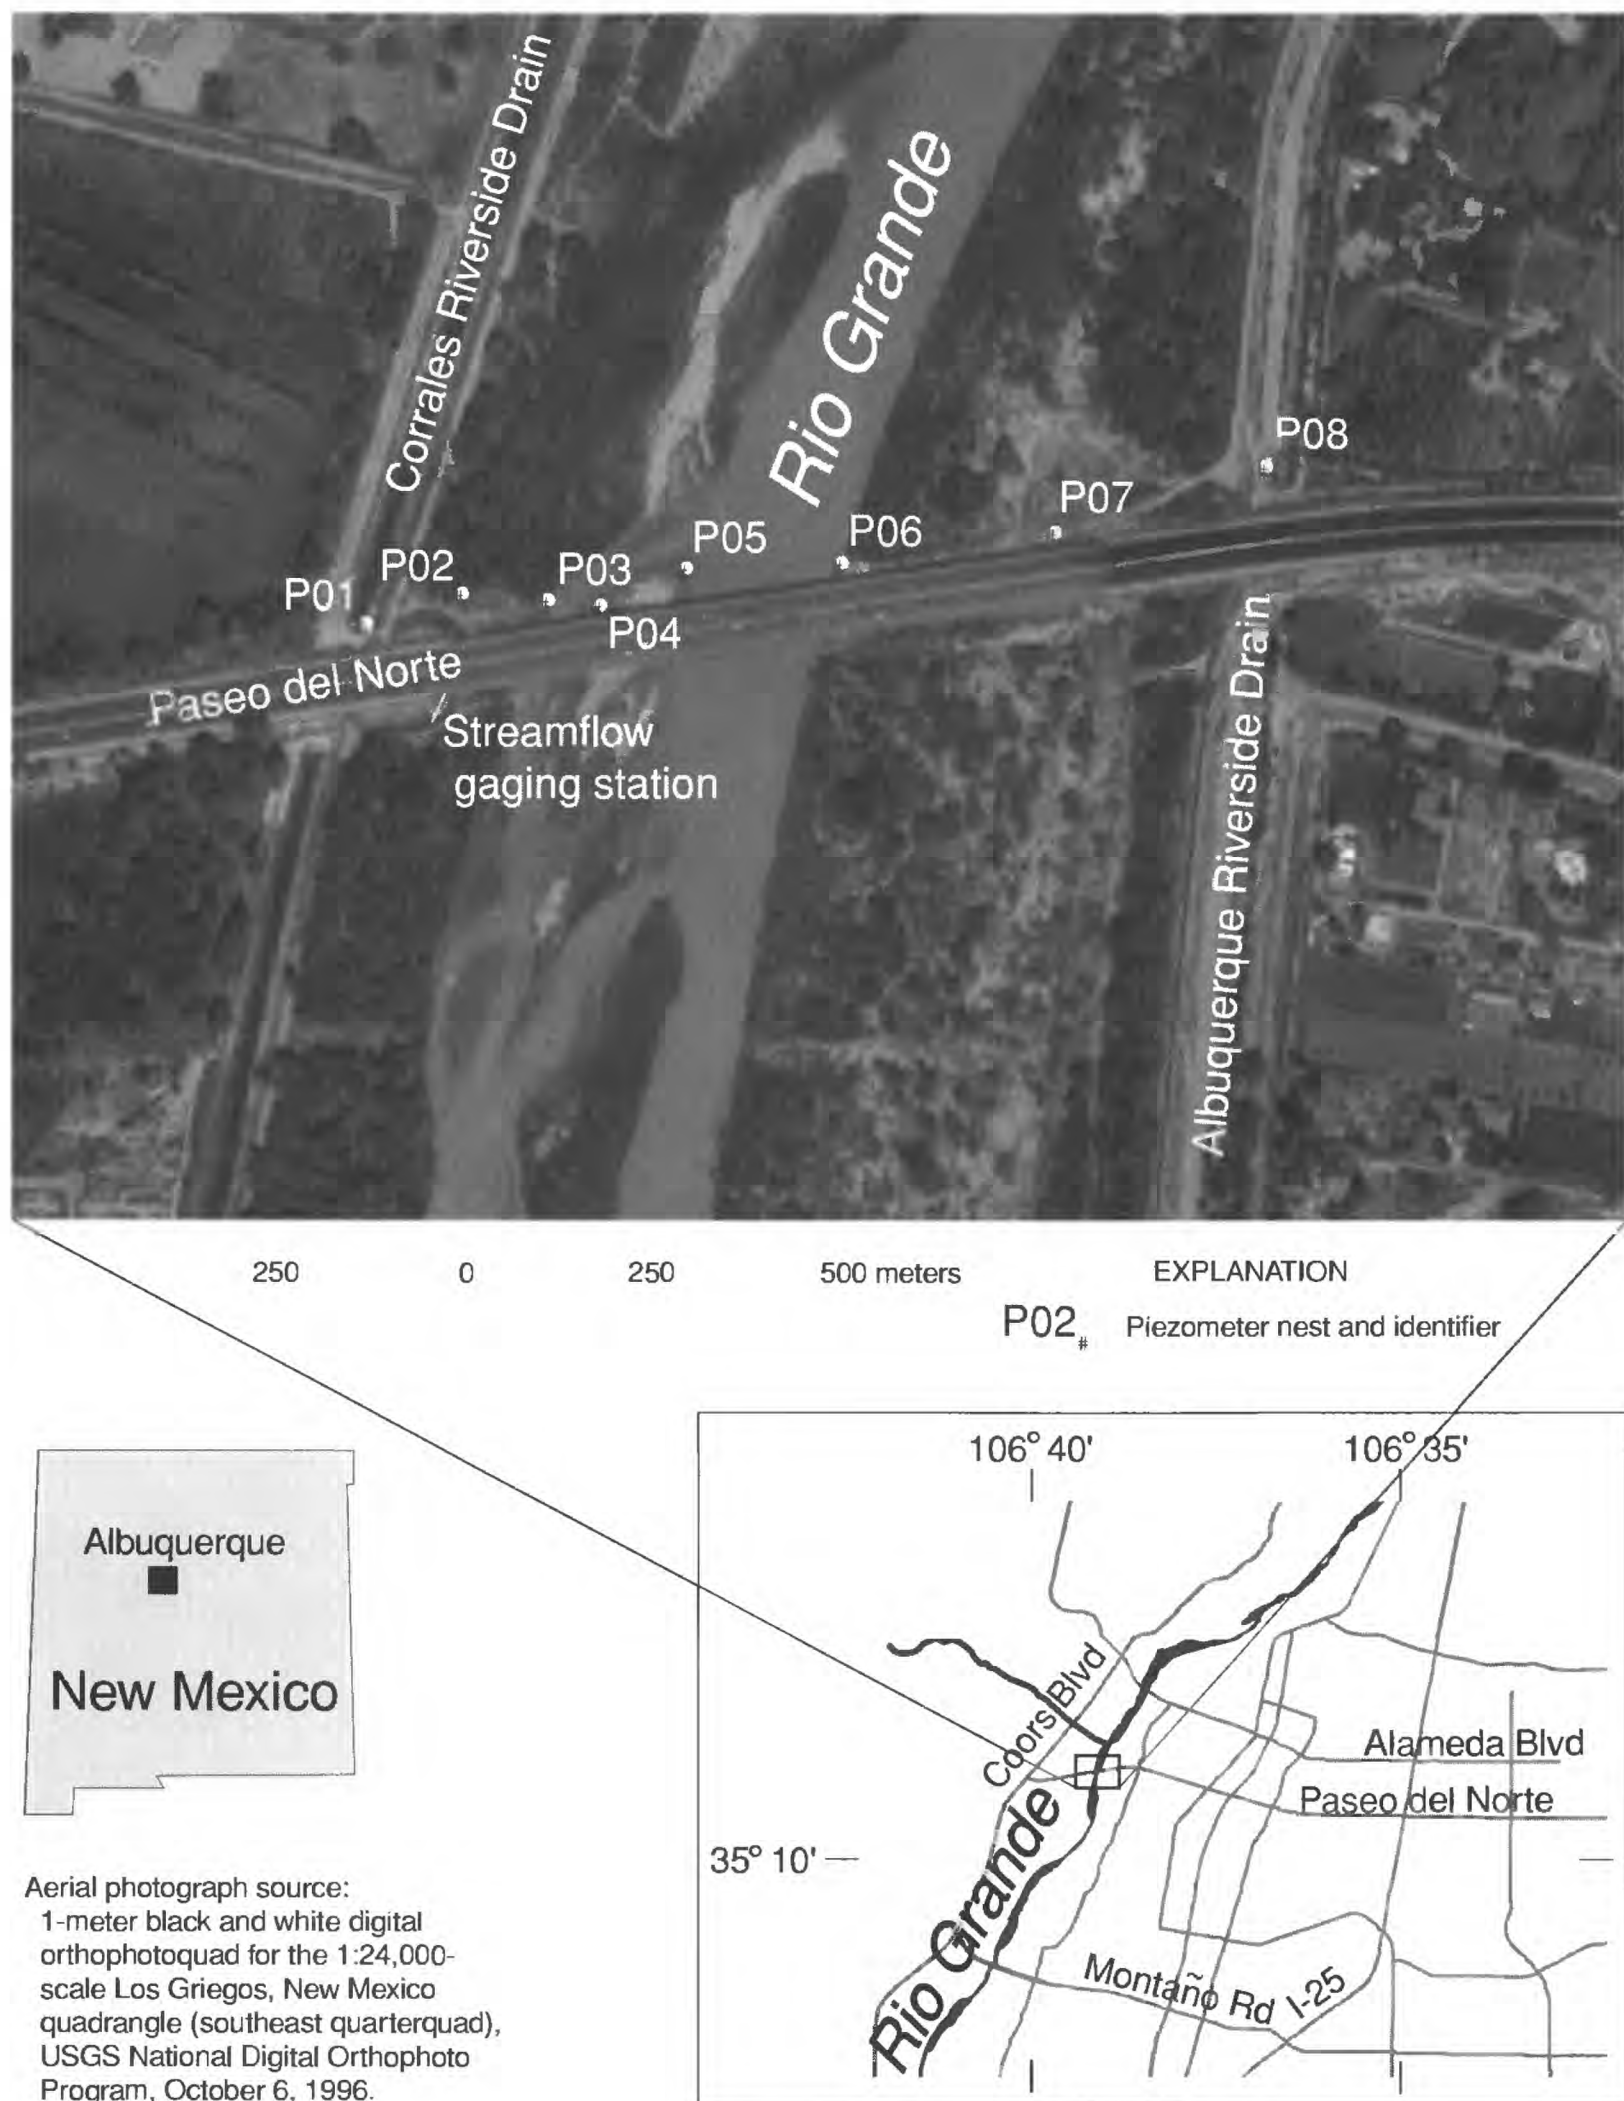 Corrales Riverside Drain
Rio Grande
P08
P07
P06
P05
P03
P02
P01
P04
Paseo del Norte
Streamflow
gaging station
Albuquerque Riverside Drain
250 0 250 500 meters
EXPLANATION
P02 # Piezometer nest and identifier
106° 40' 106° 35'
Albuquerque
New Mexico
Coors Blvd
Alameda Blvd
Paseo del Norte
Rio Grande
35° 10'
Montaño Rd
I-25
Aerial photograph source:
1-meter black and white digital
orthophotoquad for the 1:24,000-
scale Los Griegos, New Mexico
quadrangle (southeast quarterquad),
USGS National Digital Orthophoto
Program, October 6, 1996.